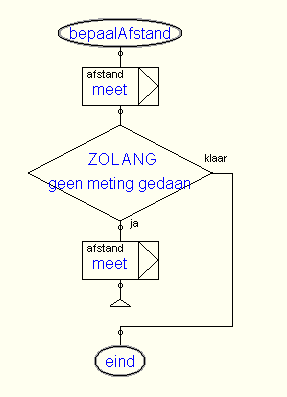 bepaalAfstand
afstand
meet
ZOLANG
klaar
geen meting gedaan
ja
afstand
meet
eind